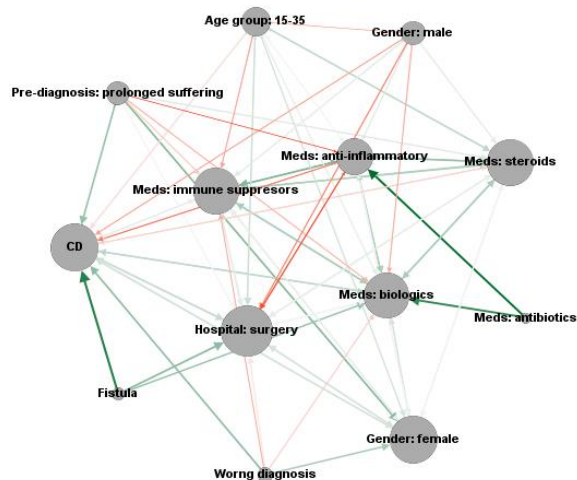 Age group: 15-35
Gender: male
Pre-diagnosis: prolonged suffering
Meds: anti-inflammatory
Meds: steroids
Meds: immune suppresors
CD
Meds: biologics
Meds: antibiotics
Hospital: surgery
Fistula
Gender: female
Worng diagnosis